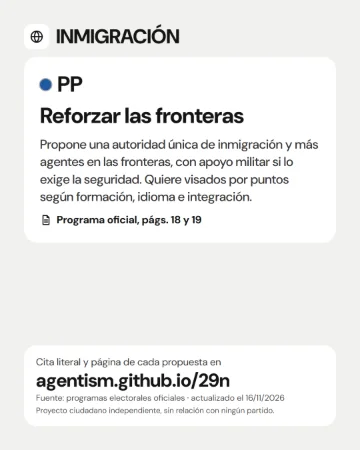 INMIGRACIÓN
PP
Reforzar las fronteras
Propone una autoridad única de inmigración y más
agentes en las fronteras, con apoyo militar si lo
exige la seguridad. Quiere visados por puntos
según formación, idioma e integración.
Programa oficial, págs. 18 y 19
Cita literal y página de cada propuesta en
agentism.github.io/29n
Fuente: programas electorales oficiales · actualizado el 16/11/2026
Proyecto ciudadano independiente, sin relación con ningún partido.